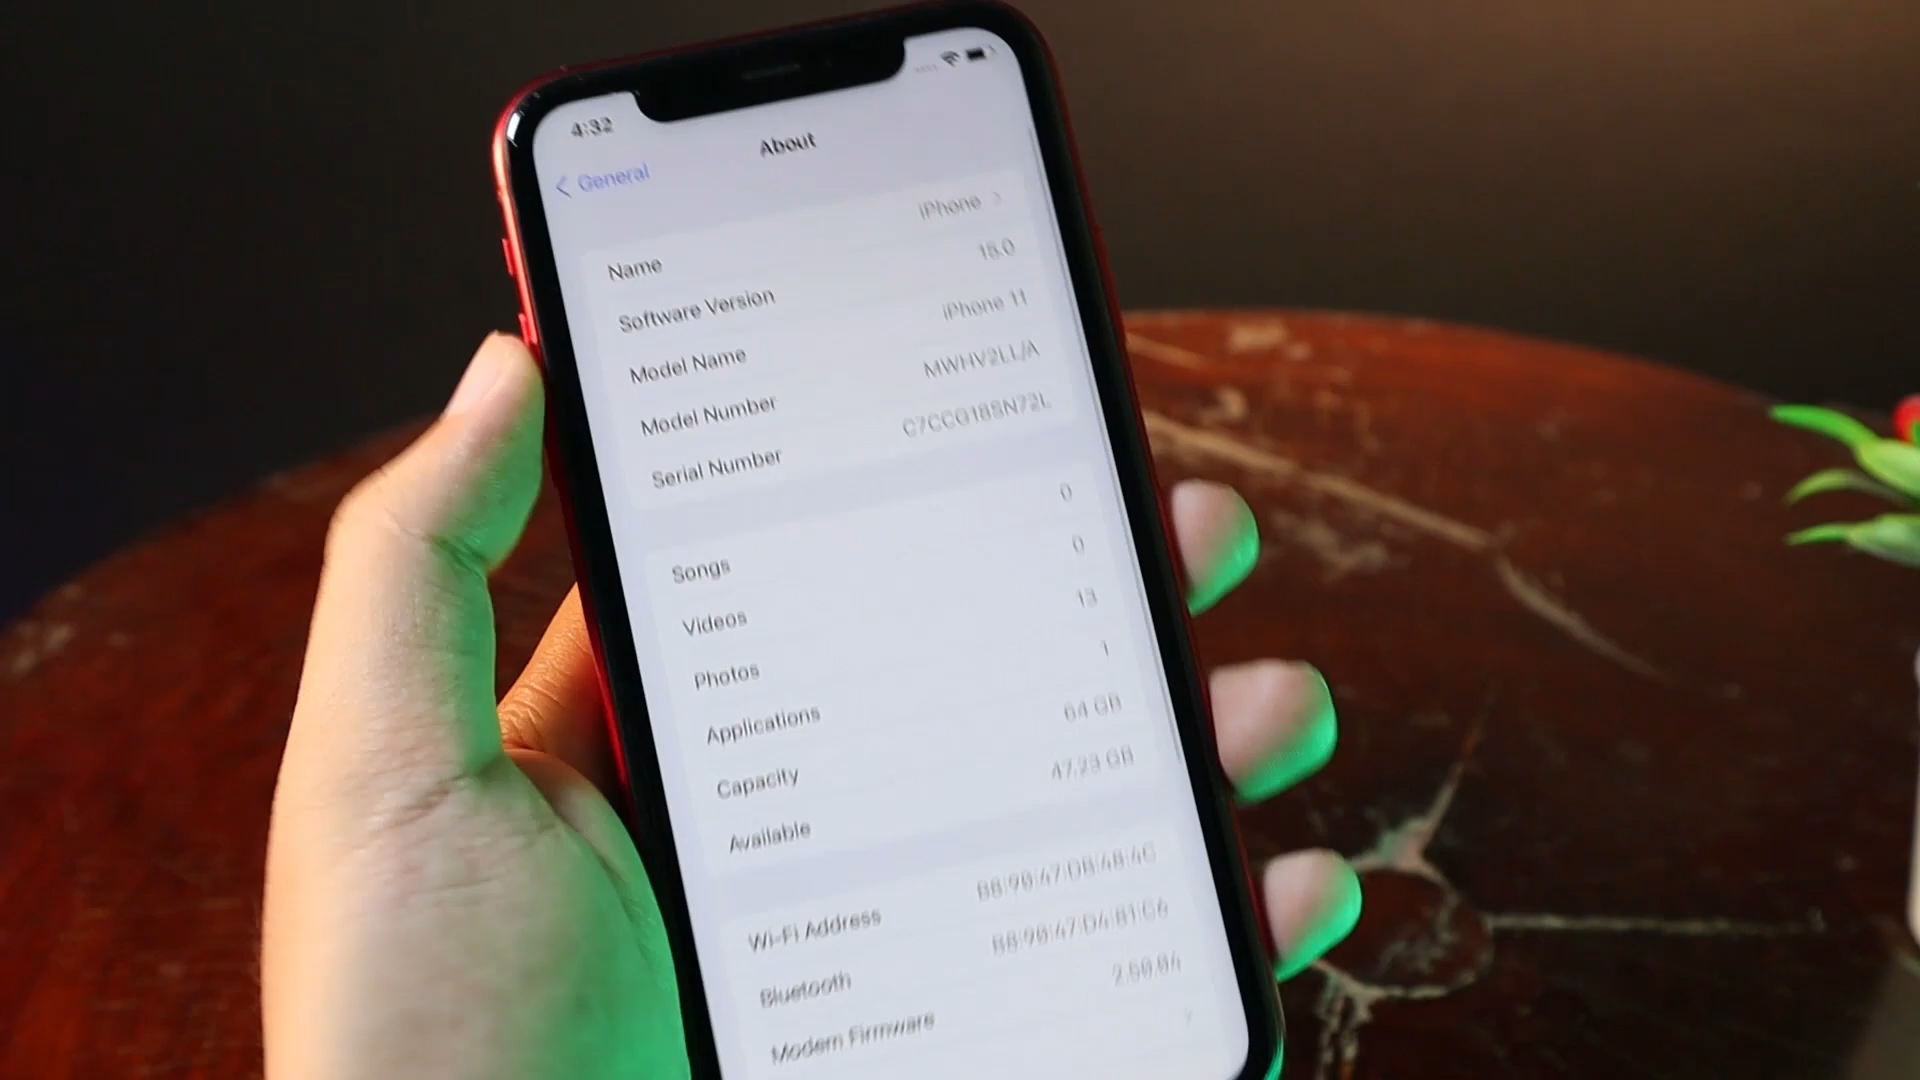 4:32
About
General
Name iPhone
Software Version 15.0
Model Name iPhone 11
Model Number MWHV2LL/A
Serial Number
Songs 0
Videos 0
Photos 13
Applications 1
Capacity 64 GB
Available 47.23 GB
Wi-Fi Address
Bluetooth
Modem Firmware